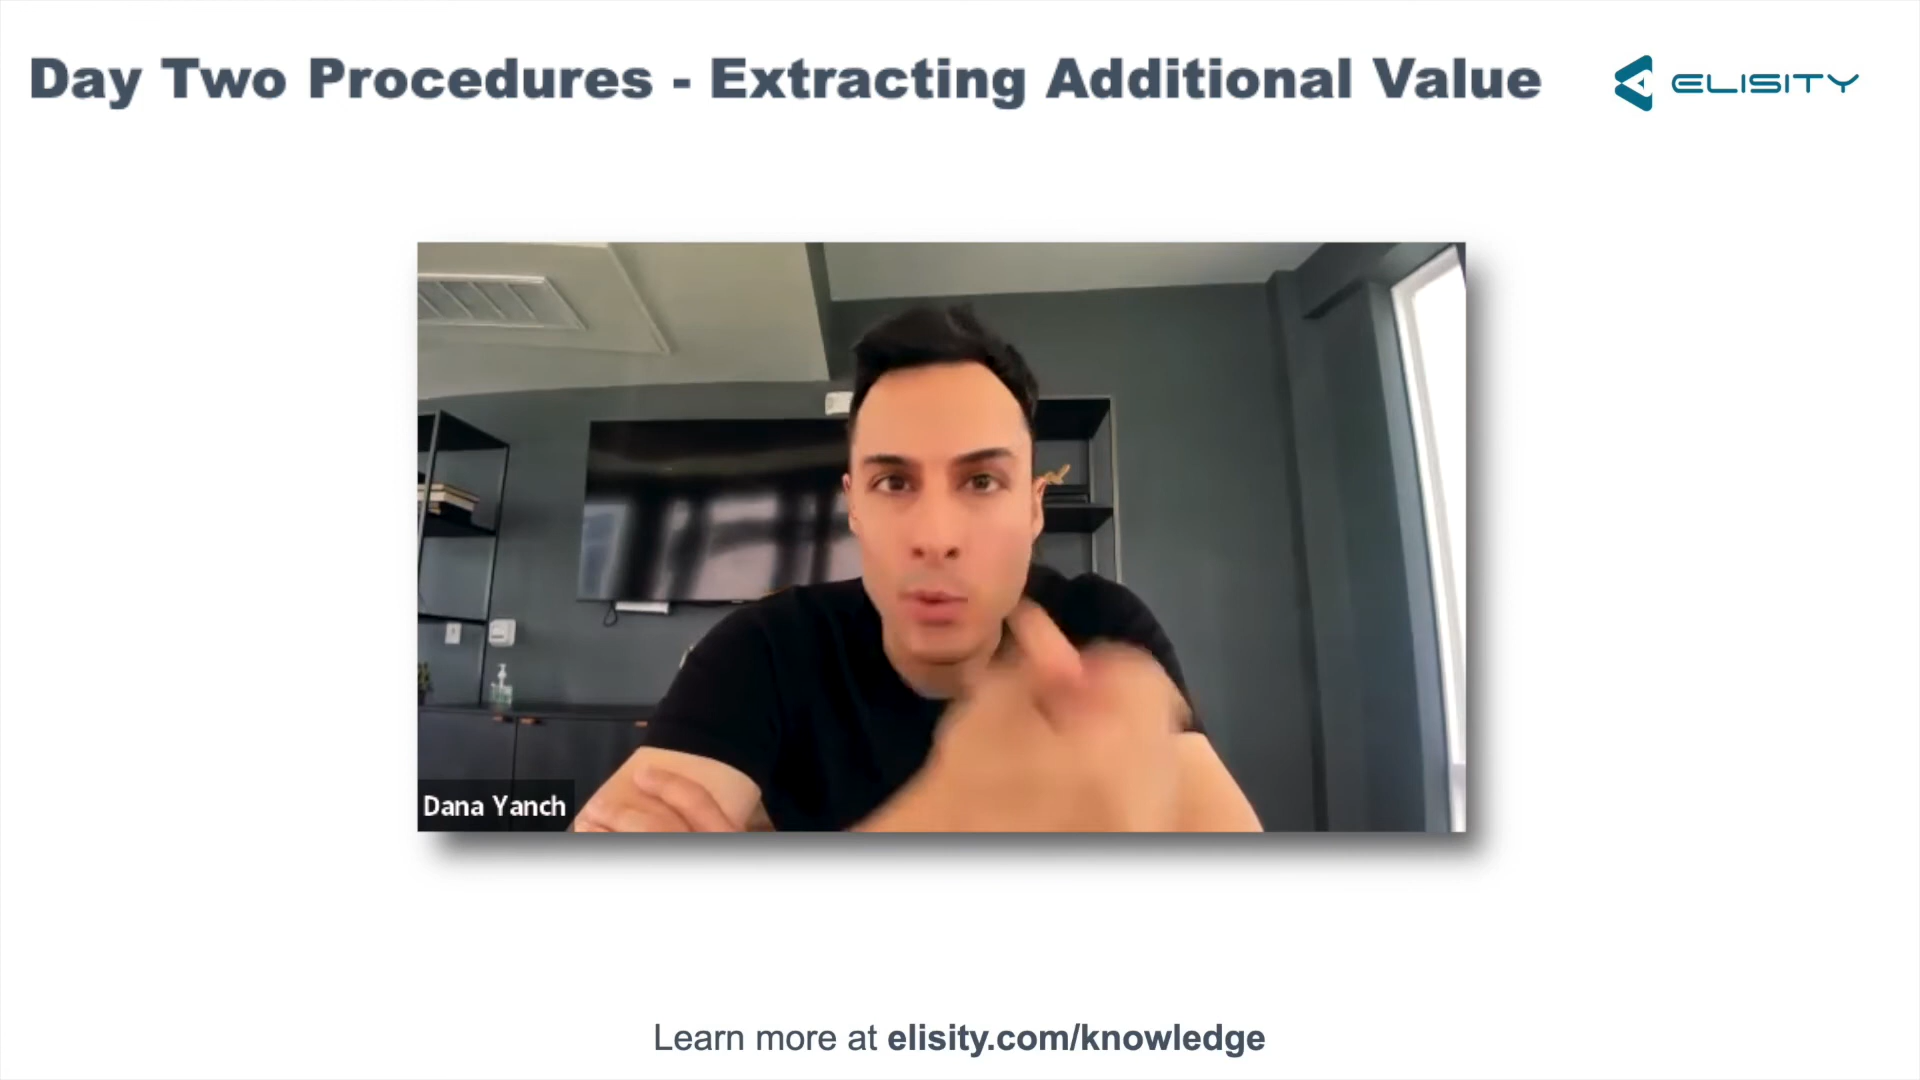 Day Two Procedures - Extracting Additional Value
ELISITY
Dana Yanch
Learn more at elisity.com/knowledge